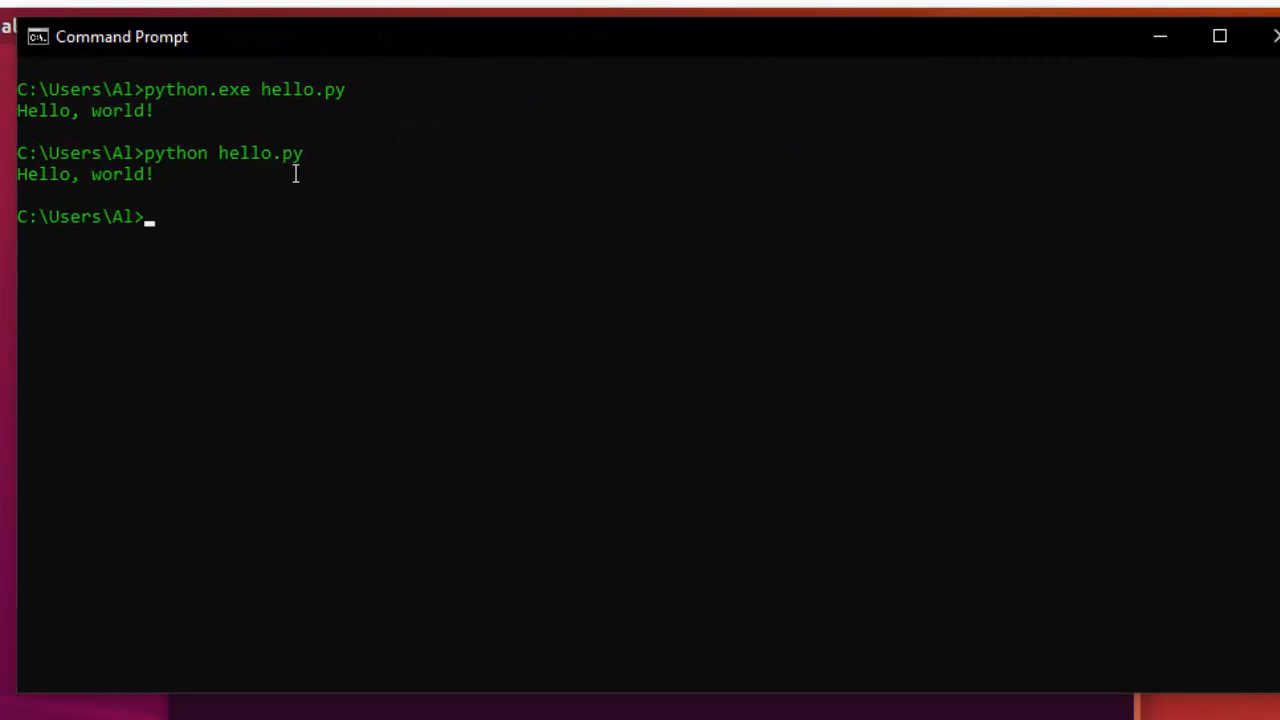 al
Command Prompt
C:\Users\Al>python.exe hello.py
Hello, world!
C:\Users\Al>python hello.py
Hello, world!
C:\Users\Al>